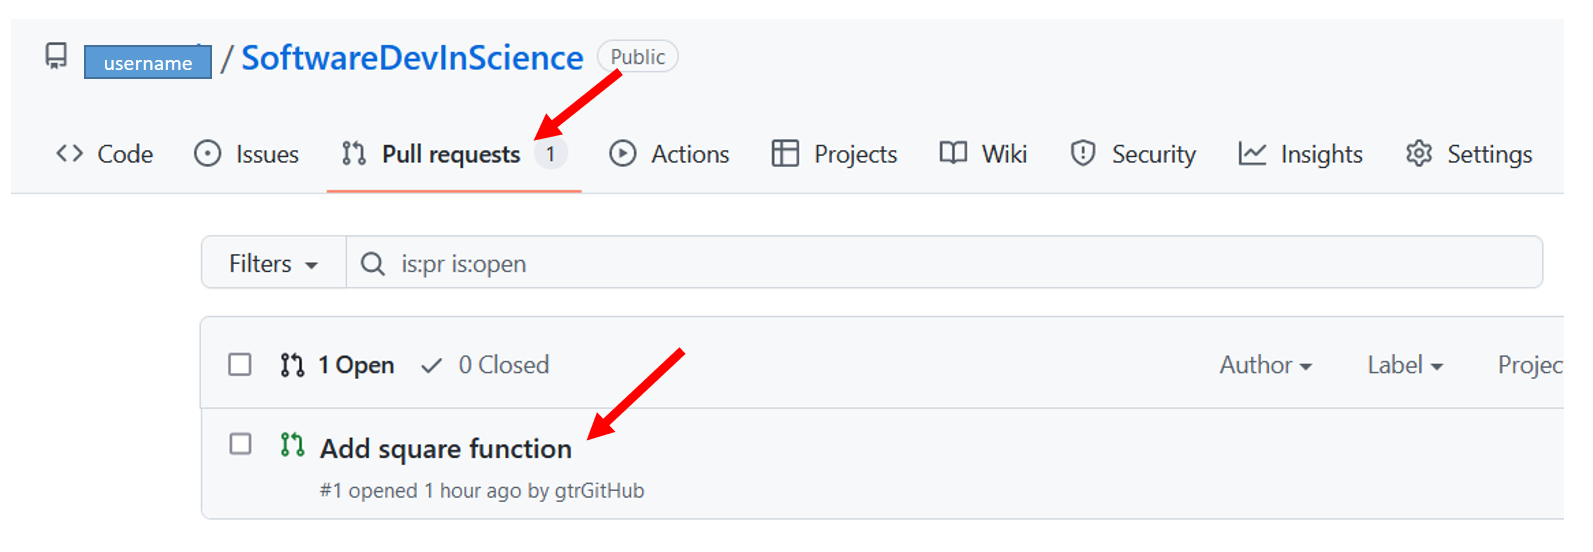 username / SoftwareDevInScience Public
Code Issues Pull requests 1 Actions Projects Wiki Security Insights Settings
Filters is:pr is:open
1 Open 0 Closed Author Label Projec
Add square function
#1 opened 1 hour ago by gtrGitHub